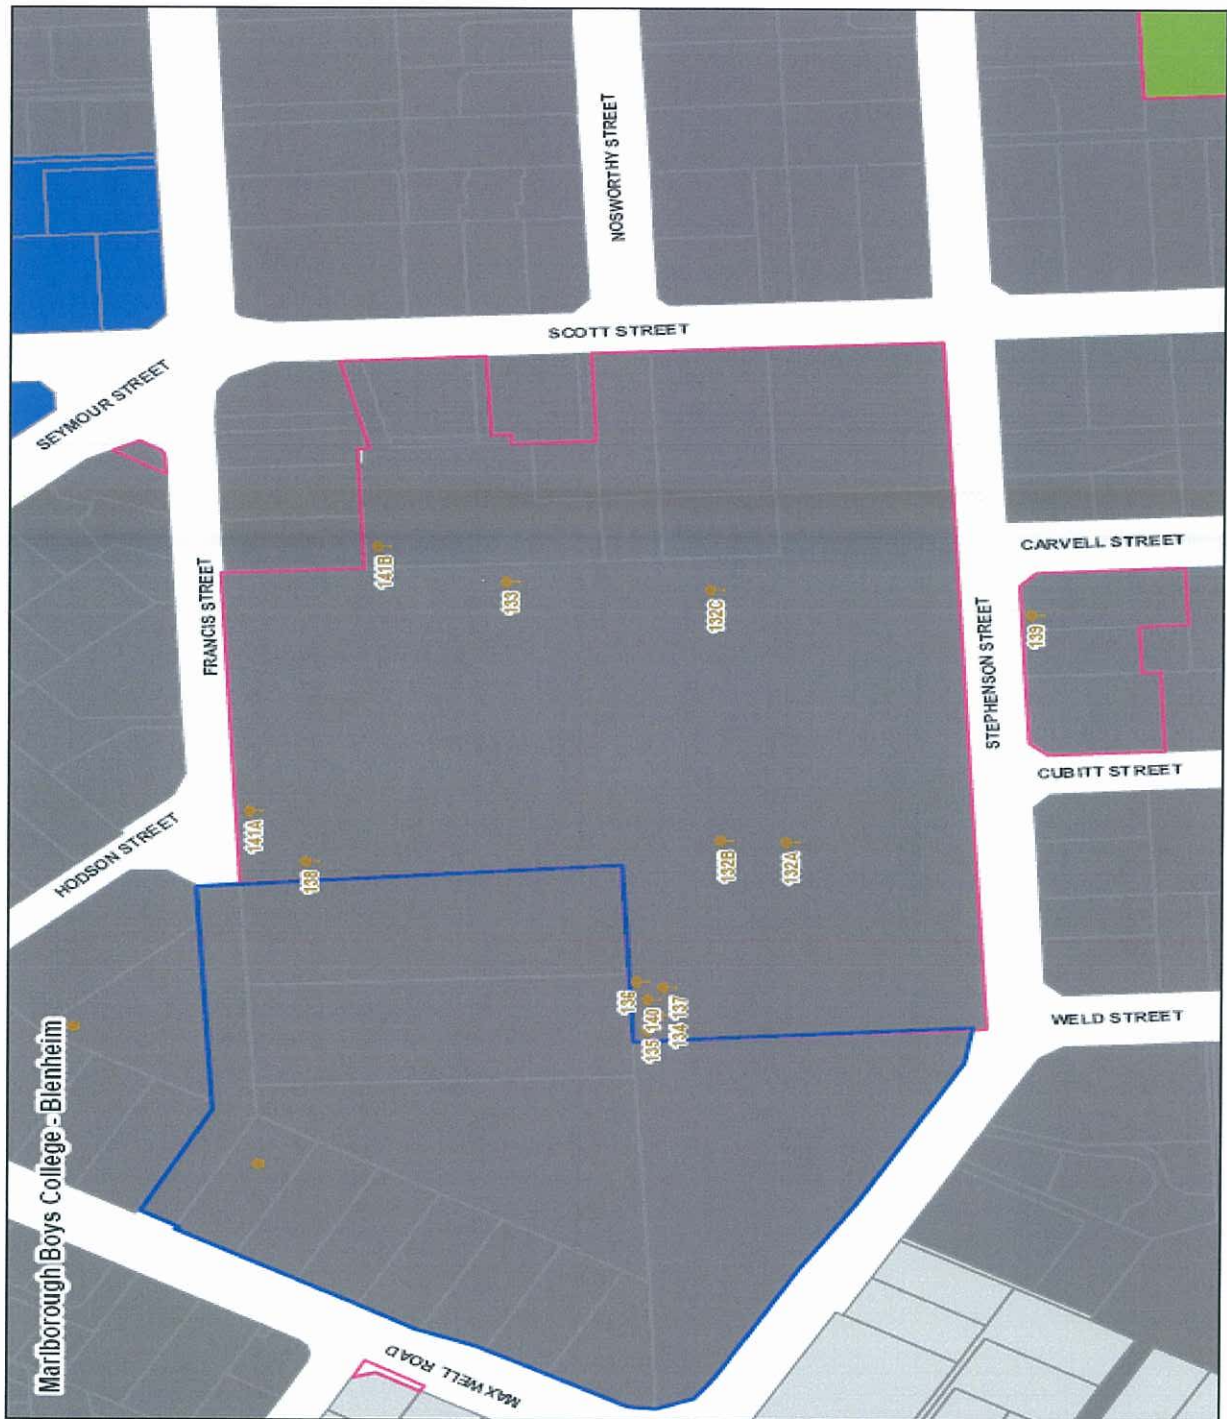 Marlborough Boys College - Blenheim
SEYMOUR STREET
NOSWORTHY STREET
SCOTT STREET
FRANCIS STREET
HODSON STREET
CARVELL STREET
STEPHENSON STREET
CUBITT STREET
WELD STREET
MAXWELL ROAD
141B
133
132C
139
141A
138
132B
132A
136
135 140
134 137